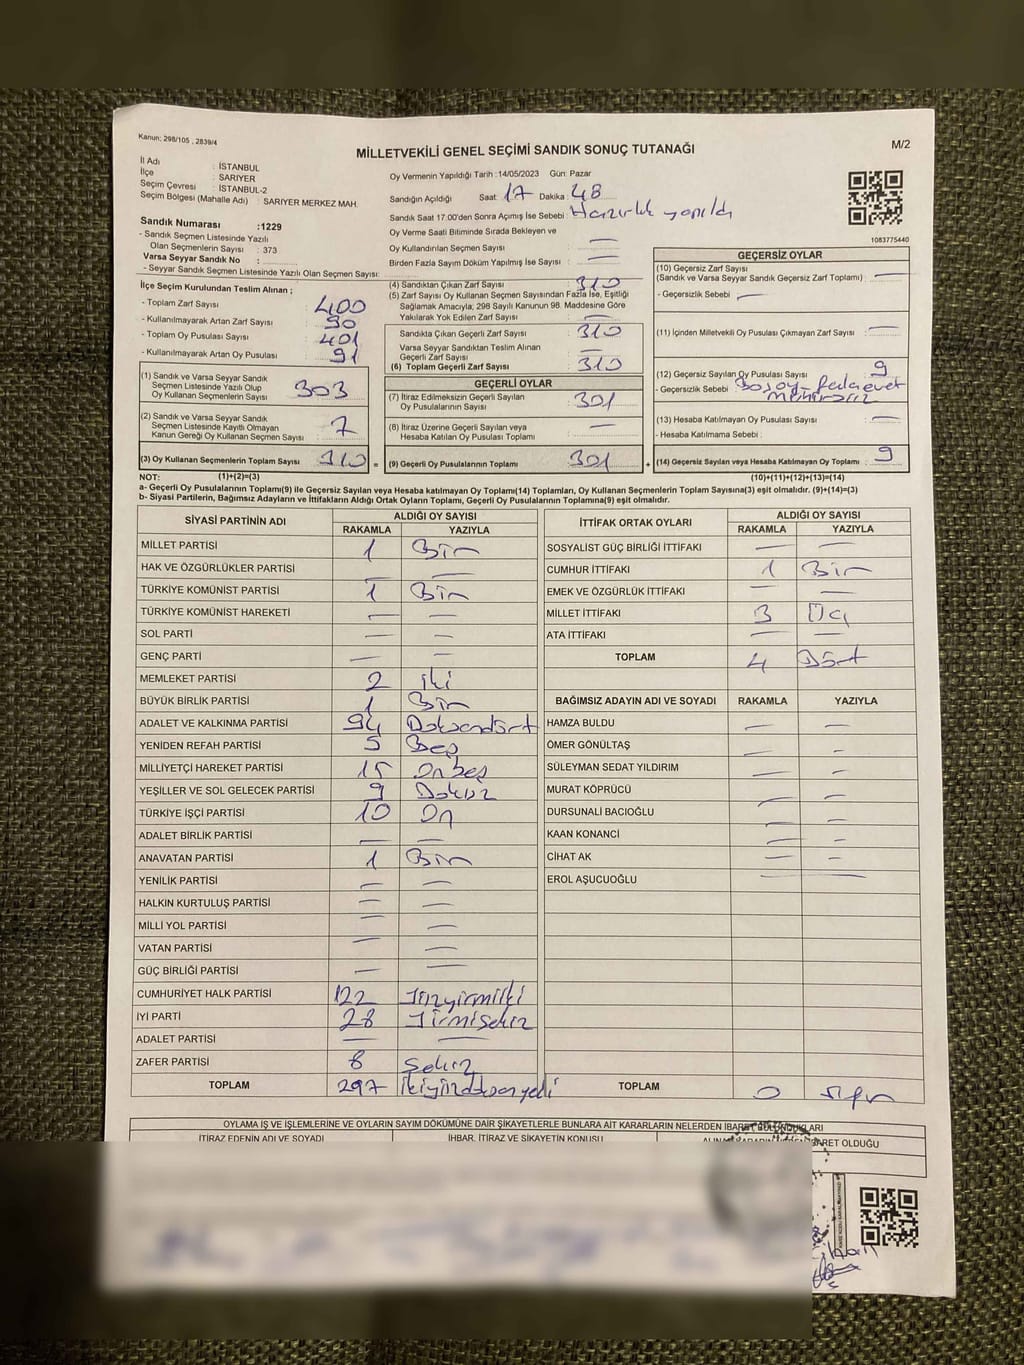 Kanun; 298/105 , 2839/4
M/2
MİLLETVEKİLİ GENEL SEÇİMİ SANDIK SONUÇ TUTANAĞI
İl Adı : İSTANBUL
İlçe : SARIYER
Seçim Çevresi : İSTANBUL-2
Seçim Bölgesi (Mahalle Adı) : SARIYER MERKEZ MAH.
Sandık Numarası :1229
- Sandık Seçmen Listesinde Yazılı
Olan Seçmenlerin Sayısı : 373
Varsa Seyyar Sandık No :
- Seyyar Sandık Seçmen Listesinde Yazılı Olan Seçmen Sayısı:
Oy Vermenin Yapıldığı Tarih :14/05/2023 Gün: Pazar
Sandığın Açıldığı Saat : 17 Dakika : 48
Sandık Saat 17.00'den Sonra Açımış İse Sebebi : Hazırlık yapıldı
Oy Verme Saati Bitiminde Sırada Bekleyen ve
Oy Kullandırılan Seçmen Sayısı : —
Birden Fazla Sayım Döküm Yapılmış İse Sayısı : —
1083775440
İlçe Seçim Kurulundan Teslim Alınan ;
- Toplam Zarf Sayısı : 400
- Kullanılmayarak Artan Zarf Sayısı : 90
- Toplam Oy Pusulası Sayısı : 401
- Kullanılmayarak Artan Oy Pusulası : 91
(1) Sandık ve Varsa Seyyar Sandık
Seçmen Listesinde Yazılı Olup
Oy Kullanan Seçmenlerin Sayısı : 303
(2) Sandık ve Varsa Seyyar Sandık
Seçmen Listesinde Kayıtlı Olmayan
Kanun Gereği Oy Kullanan Seçmen Sayısı : 7
(3) Oy Kullanan Seçmenlerin Toplam Sayısı : 310 =
(4) Sandıktan Çıkan Zarf Sayısı : 310
(5) Zarf Sayısı Oy Kullanan Seçmen Sayısından Fazla İse, Eşitliği
Sağlamak Amacıyla; 298 Sayılı Kanunun 98. Maddesine Göre
Yakılarak Yok Edilen Zarf Sayısı : —
Sandıkta Çıkan Geçerli Zarf Sayısı : 310
Varsa Seyyar Sandıktan Teslim Alınan
Geçerli Zarf Sayısı : —
(6) Toplam Geçerli Zarf Sayısı : 310
GEÇERLİ OYLAR
(7) İtiraz Edilmeksizin Geçerli Sayılan
Oy Pusulalarının Sayısı : 301
(8) İtiraz Üzerine Geçerli Sayılan veya
Hesaba Katılan Oy Pusulası Toplamı : —
(9) Geçerli Oy Pusulalarının Toplamı : 301 +
GEÇERSİZ OYLAR
(10) Geçersiz Zarf Sayısı
(Sandık ve Varsa Seyyar Sandık Geçersiz Zarf Toplamı) : —
- Geçersizlik Sebebi : —
(11) İçinden Milletvekili Oy Pusulası Çıkmayan Zarf Sayısı : —
(12) Geçersiz Sayılan Oy Pusulası Sayısı : 9
- Geçersizlik Sebebi :
(13) Hesaba Katılmayan Oy Pusulası Sayısı : —
- Hesaba Katılmama Sebebi :
(14) Geçersiz Sayılan veya Hesaba Katılmayan Oy Toplamı : 9
NOT: (1)+(2)=(3) (10)+(11)+(12)+(13)=(14)
a- Geçerli Oy Pusulalarının Toplamı(9) ile Geçersiz Sayılan veya Hesaba katılmayan Oy Toplamı(14) Toplamları, Oy Kullanan Seçmenlerin Toplam Sayısına(3) eşit olmalıdır. (9)+(14)=(3)
b- Siyasi Partilerin, Bağımsız Adayların ve İttifakların Aldığı Ortak Oyların Toplamı, Geçerli Oy Pusulalarının Toplamına(9) eşit olmalıdır.
SİYASİ PARTİNİN ADI ALDIĞI OY SAYISI
RAKAMLA YAZIYLA
MİLLET PARTİSİ 1 Bir
HAK VE ÖZGÜRLÜKLER PARTİSİ — —
TÜRKİYE KOMÜNİST PARTİSİ 1 Bir
TÜRKİYE KOMÜNİST HAREKETİ — —
SOL PARTİ — —
GENÇ PARTİ — —
MEMLEKET PARTİSİ 2 iki
BÜYÜK BİRLİK PARTİSİ 1 Bir
ADALET VE KALKINMA PARTİSİ 94 Doksandört
YENİDEN REFAH PARTİSİ 5 Beş
MİLLİYETÇİ HAREKET PARTİSİ 15 Onbeş
YEŞİLLER VE SOL GELECEK PARTİSİ 9 Dokuz
TÜRKİYE İŞÇİ PARTİSİ 10 On
ADALET BİRLİK PARTİSİ — —
ANAVATAN PARTİSİ 1 Bir
YENİLİK PARTİSİ — —
HALKIN KURTULUŞ PARTİSİ — —
MİLLİ YOL PARTİSİ — —
VATAN PARTİSİ — —
GÜÇ BİRLİĞİ PARTİSİ — —
CUMHURİYET HALK PARTİSİ 122 Yüzyirmiiki
İYİ PARTİ 28 Yirmisekiz
ADALET PARTİSİ — —
ZAFER PARTİSİ 8 Sekiz
TOPLAM 297 ikiyüzdoksanyedi
İTTİFAK ORTAK OYLARI ALDIĞI OY SAYISI
RAKAMLA YAZIYLA
SOSYALİST GÜÇ BİRLİĞİ İTTİFAKI — —
CUMHUR İTTİFAKI 1 Bir
EMEK VE ÖZGÜRLÜK İTTİFAKI — —
MİLLET İTTİFAKI 3 Üç
ATA İTTİFAKI — —
TOPLAM 4 Dört
BAĞIMSIZ ADAYIN ADI VE SOYADI RAKAMLA YAZIYLA
HAMZA BULDU — —
ÖMER GÖNÜLTAŞ — —
SÜLEYMAN SEDAT YILDIRIM — —
MURAT KÖPRÜCÜ — —
DURSUNALİ BACIOĞLU — —
KAAN KONANCİ — —
CİHAT AK — —
EROL AŞUCUOĞLU — —
TOPLAM 0 sıfır
OYLAMA İŞ VE İŞLEMLERİNE VE OYLARIN SAYIM DÖKÜMÜNE DAİR ŞİKAYETLERLE BUNLARA AİT KARARLARIN NELERDEN İBARET BULUNDUKLARI
İTİRAZ EDENİN ADI VE SOYADI İHBAR, İTİRAZ VE ŞİKAYETİN KONUSU